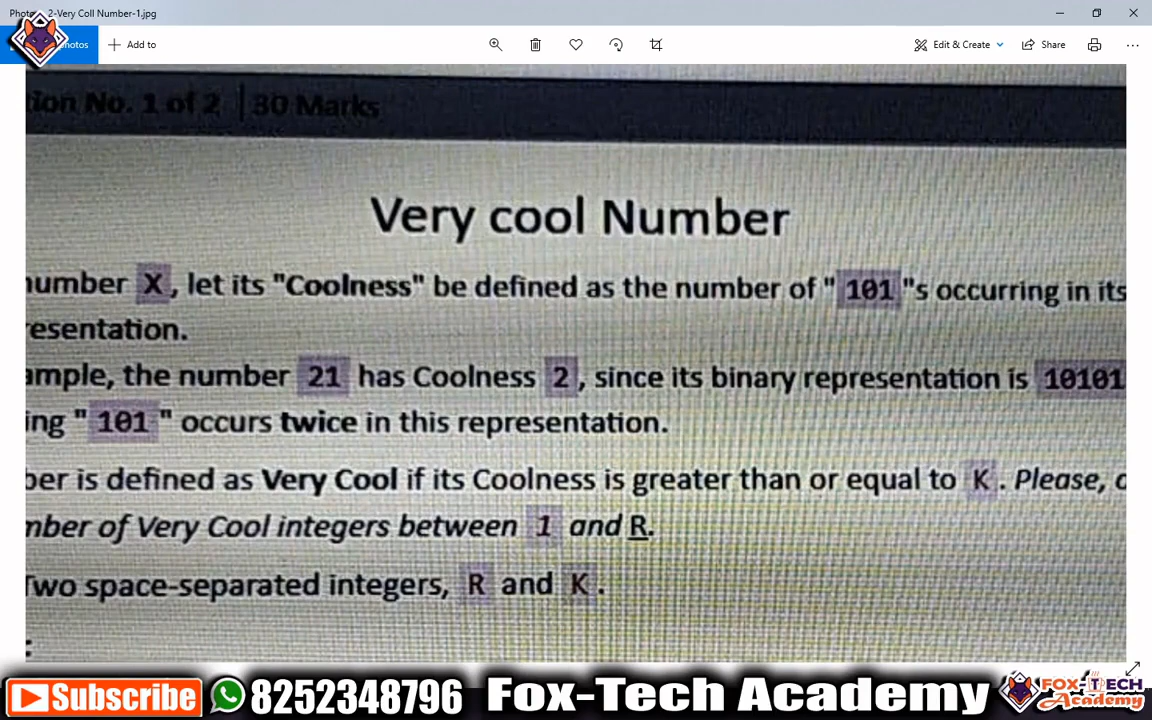 2-Very Coll Number-1.jpg
Add to
Edit & Create
Share
tion No. 1 of 2 | 30 Marks
Very cool Number
number X, let its "Coolness" be defined as the number of "101"s occurring in its
esentation.
ample, the number 21 has Coolness 2, since its binary representation is 10101
ing "101" occurs twice in this representation.
ber is defined as Very Cool if its Coolness is greater than or equal to K. Please,
mber of Very Cool integers between 1 and R.
Two space-separated integers, R and K.
:
Subscribe 8252348796 Fox-Tech Academy FOX-TECH
Academy